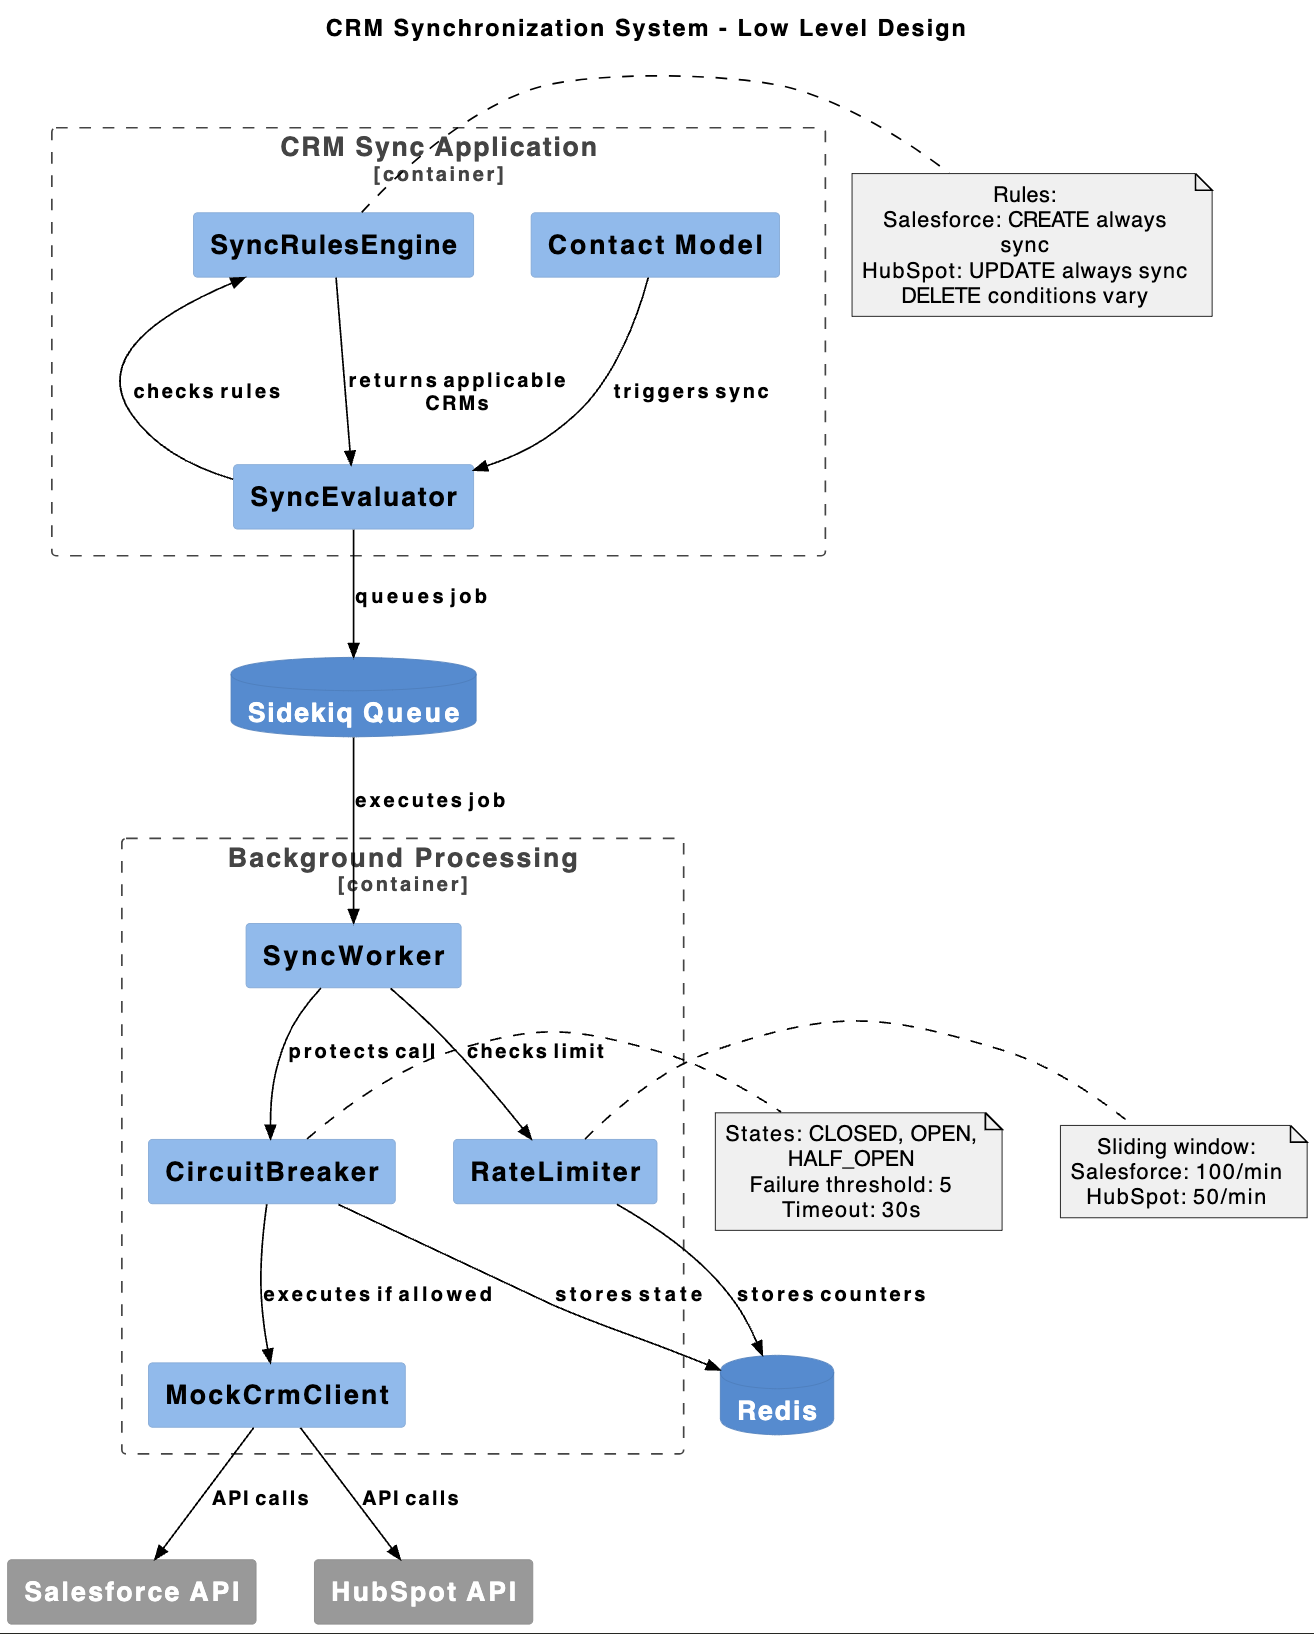 CRM Synchronization System - Low Level Design
CRM Sync Application
[container]
SyncRulesEngine
Contact Model
Rules:
Salesforce: CREATE always
sync
HubSpot: UPDATE always sync
DELETE conditions vary
checks rules
returns applicable
CRMs
triggers sync
SyncEvaluator
queues job
Sidekiq Queue
executes job
Background Processing
[container]
SyncWorker
protects call
checks limit
CircuitBreaker
RateLimiter
States: CLOSED, OPEN,
HALF_OPEN
Failure threshold: 5
Timeout: 30s
Sliding window:
Salesforce: 100/min
HubSpot: 50/min
executes if allowed
stores state
stores counters
MockCrmClient
Redis
API calls
API calls
Salesforce API
HubSpot API